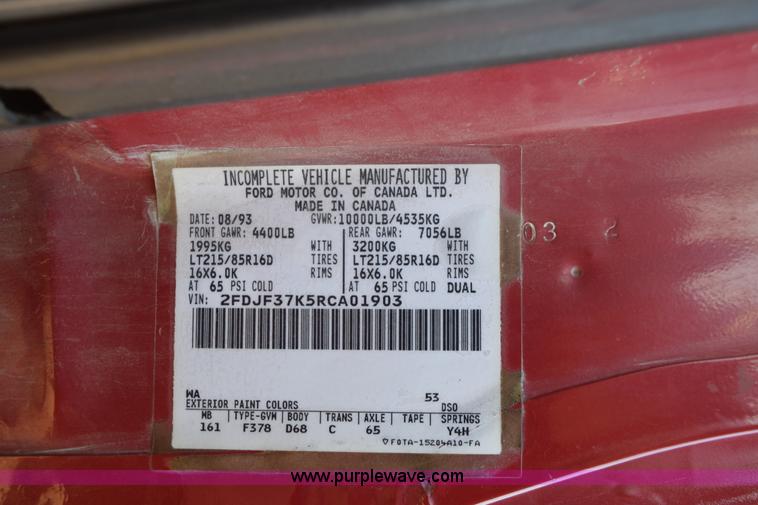 INCOMPLETE VEHICLE MANUFACTURED BY
FORD MOTOR CO. OF CANADA LTD.
MADE IN CANADA
DATE: 08/93 GVWR: 10000LB/4535KG
FRONT GAWR: 4400LB REAR GAWR: 7056LB
1995KG WITH 3200KG WITH
LT215/85R16D TIRES LT215/85R16D TIRES
16X6.0K RIMS 16X6.0K RIMS
AT 65 PSI COLD AT 65 PSI COLD DUAL
VIN: 2FDJF37K5RCA01903
03 2
WA 53
EXTERIOR PAINT COLORS DSO
MB TYPE-GVM BODY TRANS AXLE TAPE SPRINGS
161 F378 D68 C 65 Y4H
F0TA-15204A10-FA
www.purplewave.com